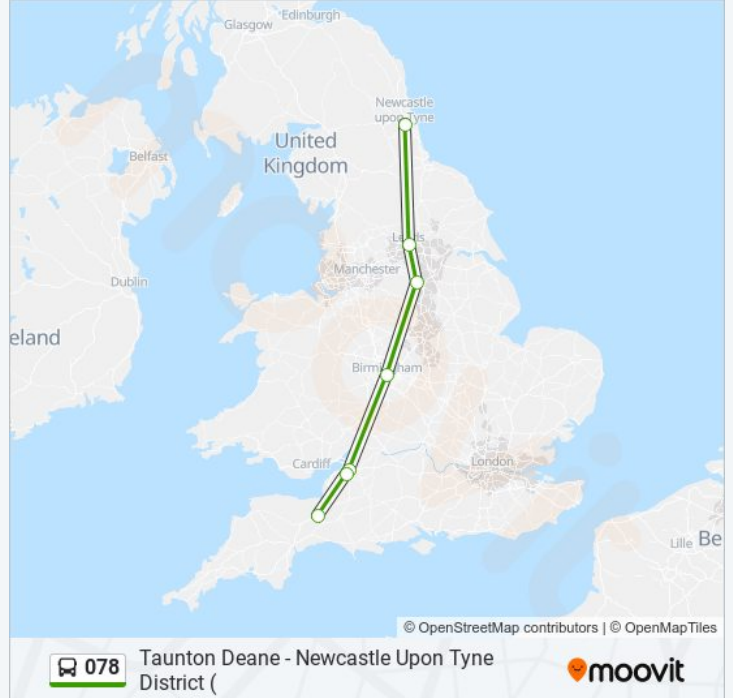 Edinburgh
Glasgow
Newcastle
upon Tyne
United
Kingdom
Belfast
Leeds
Manchester
Dublin
eland
Birmingham
Cardiff
London
Lille
Be
© OpenStreetMap contributors | © OpenMapTiles
078
Taunton Deane - Newcastle Upon Tyne
District (
moovit